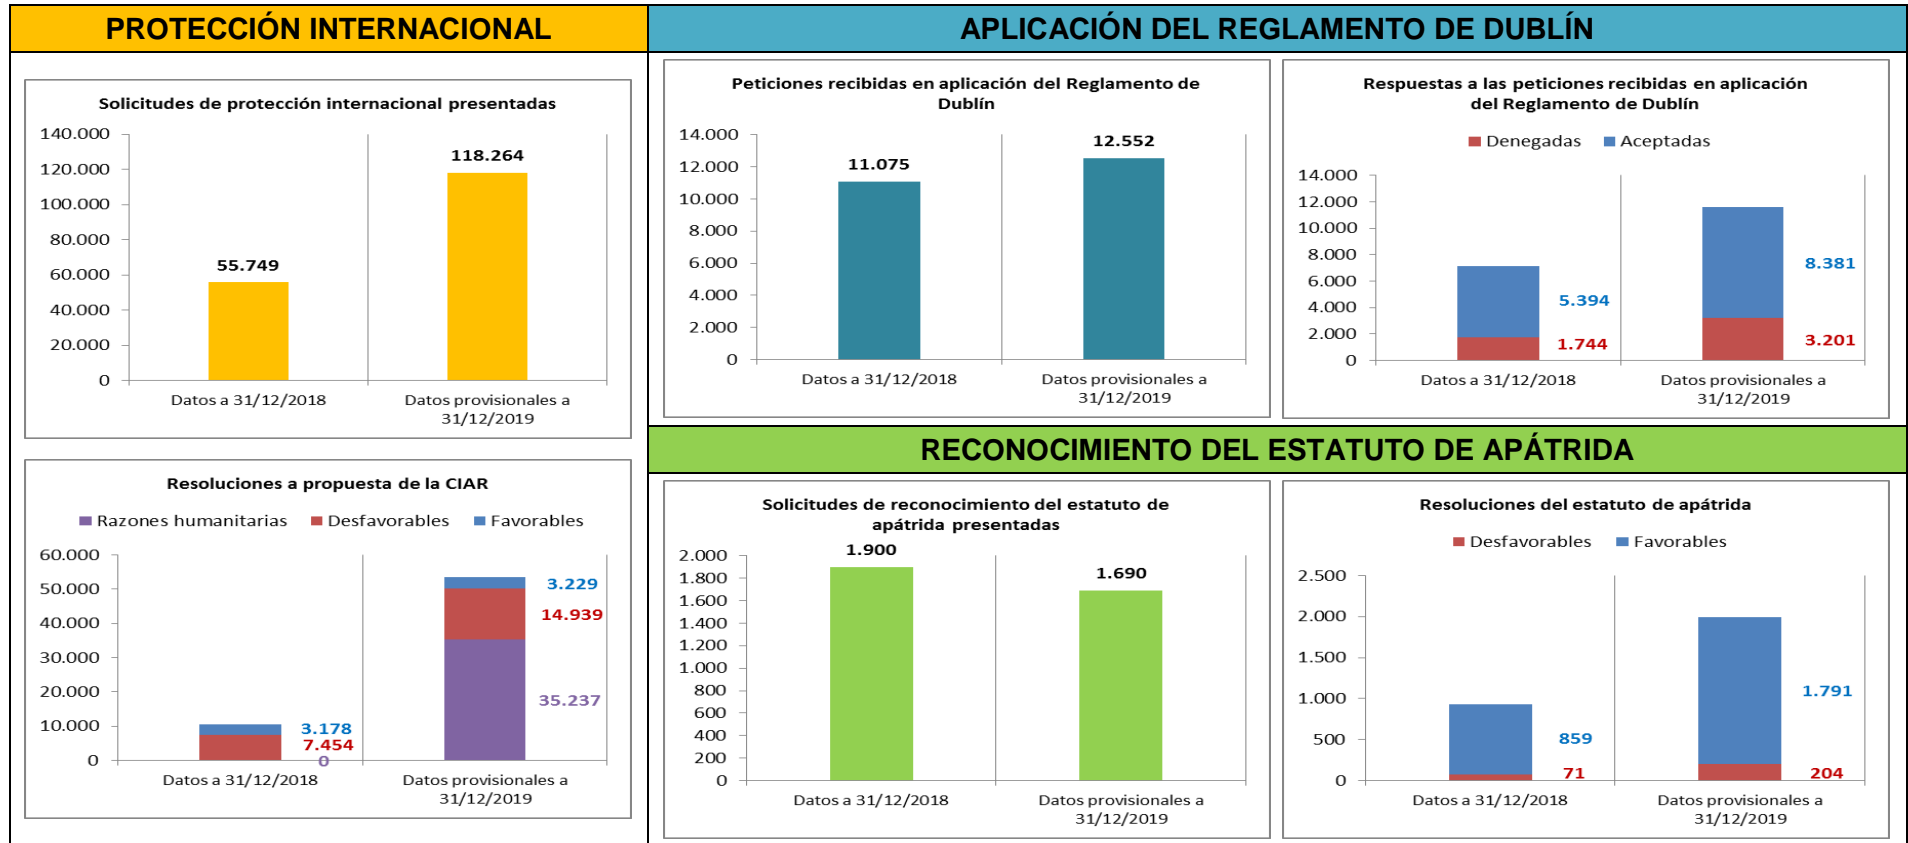 PROTECCIÓN INTERNACIONAL
Solicitudes de protección internacional presentadas
140.000
120.000
100.000
80.000
60.000
40.000
20.000
0
55.749
118.264
Datos a 31/12/2018
Datos provisionales a
31/12/2019
Resoluciones a propuesta de la CIAR
Razones humanitarias Desfavorables Favorables
60.000
50.000
40.000
30.000
20.000
10.000
0
3.178
7.454
0
3.229
14.939
35.237
Datos a 31/12/2018
Datos provisionales a
31/12/2019
APLICACIÓN DEL REGLAMENTO DE DUBLÍN
Peticiones recibidas en aplicación del Reglamento de
Dublín
14.000
12.000
10.000
8.000
6.000
4.000
2.000
0
11.075
12.552
Datos a 31/12/2018
Datos provisionales a
31/12/2019
Respuestas a las peticiones recibidas en aplicación
del Reglamento de Dublín
Denegadas Aceptadas
14.000
12.000
10.000
8.000
6.000
4.000
2.000
0
5.394
1.744
8.381
3.201
Datos a 31/12/2018
Datos provisionales a
31/12/2019
RECONOCIMIENTO DEL ESTATUTO DE APÁTRIDA
Solicitudes de reconocimiento del estatuto de
apátrida presentadas
2.000
1.800
1.600
1.400
1.200
1.000
800
600
400
200
0
1.900
1.690
Datos a 31/12/2018
Datos provisionales a
31/12/2019
Resoluciones del estatuto de apátrida
Desfavorables Favorables
2.500
2.000
1.500
1.000
500
0
859
71
1.791
204
Datos a 31/12/2018
Datos provisionales a
31/12/2019